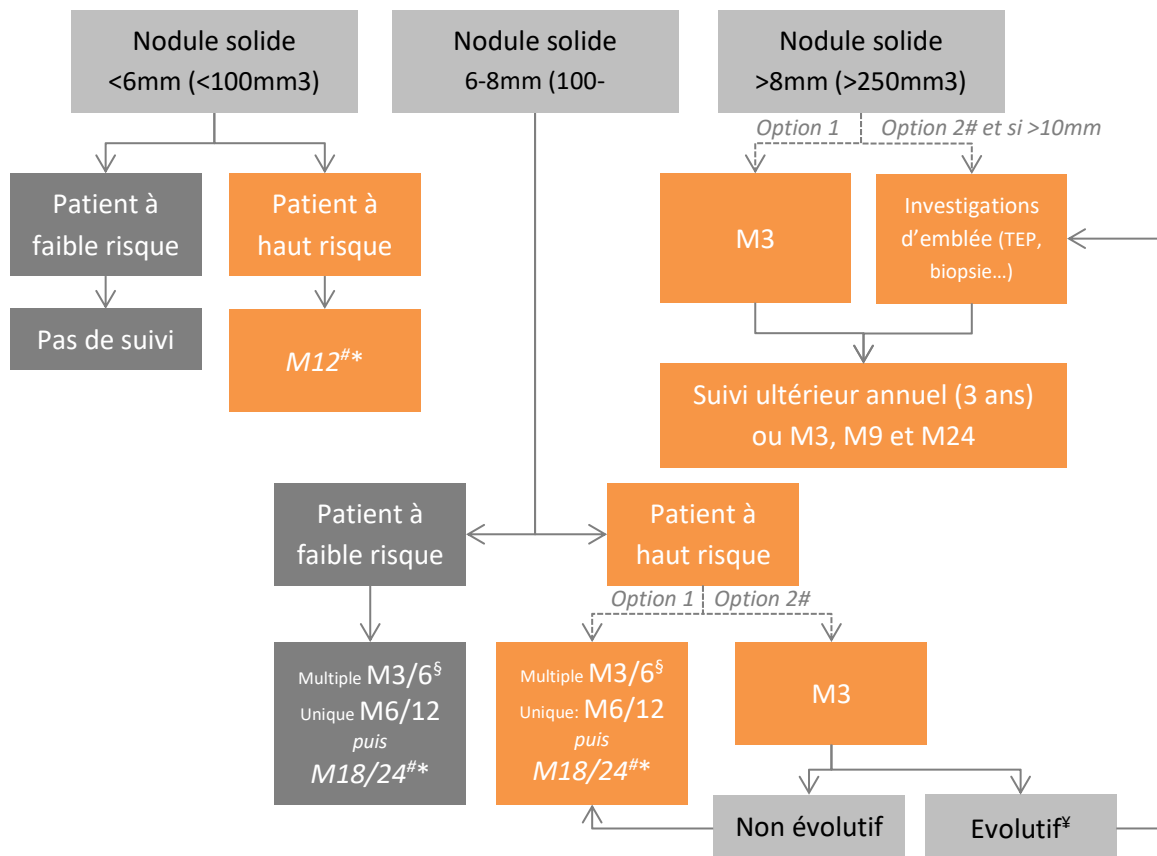 Nodule solide
<6mm (<100mm3)
Nodule solide
6-8mm (100-
Nodule solide
>8mm (>250mm3)
Option 1
Option 2# et si >10mm
Patient à
faible risque
Patient à
haut risque
M3
Investigations
d’emblée (TEP,
biopsie…)
Pas de suivi
M12#*
Suivi ultérieur annuel (3 ans)
ou M3, M9 et M24
Patient à
faible risque
Patient à
haut risque
Option 1
Option 2#
Multiple M3/6§
Unique M6/12
puis
M18/24#*
Multiple M3/6§
Unique: M6/12
puis
M18/24#*
M3
Non évolutif
Evolutif¥